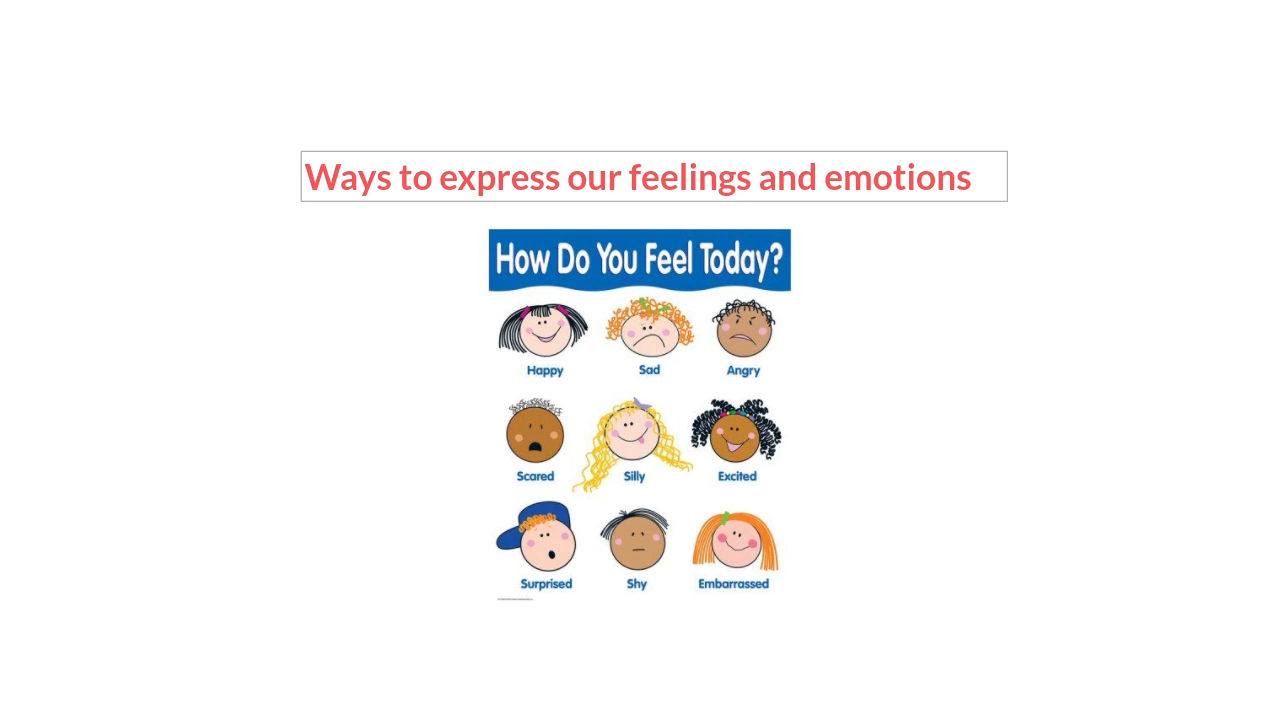 Ways to express our feelings and emotions
How Do You Feel Today?
Happy Sad Angry
Scared Silly Excited
Surprised Shy Embarrassed